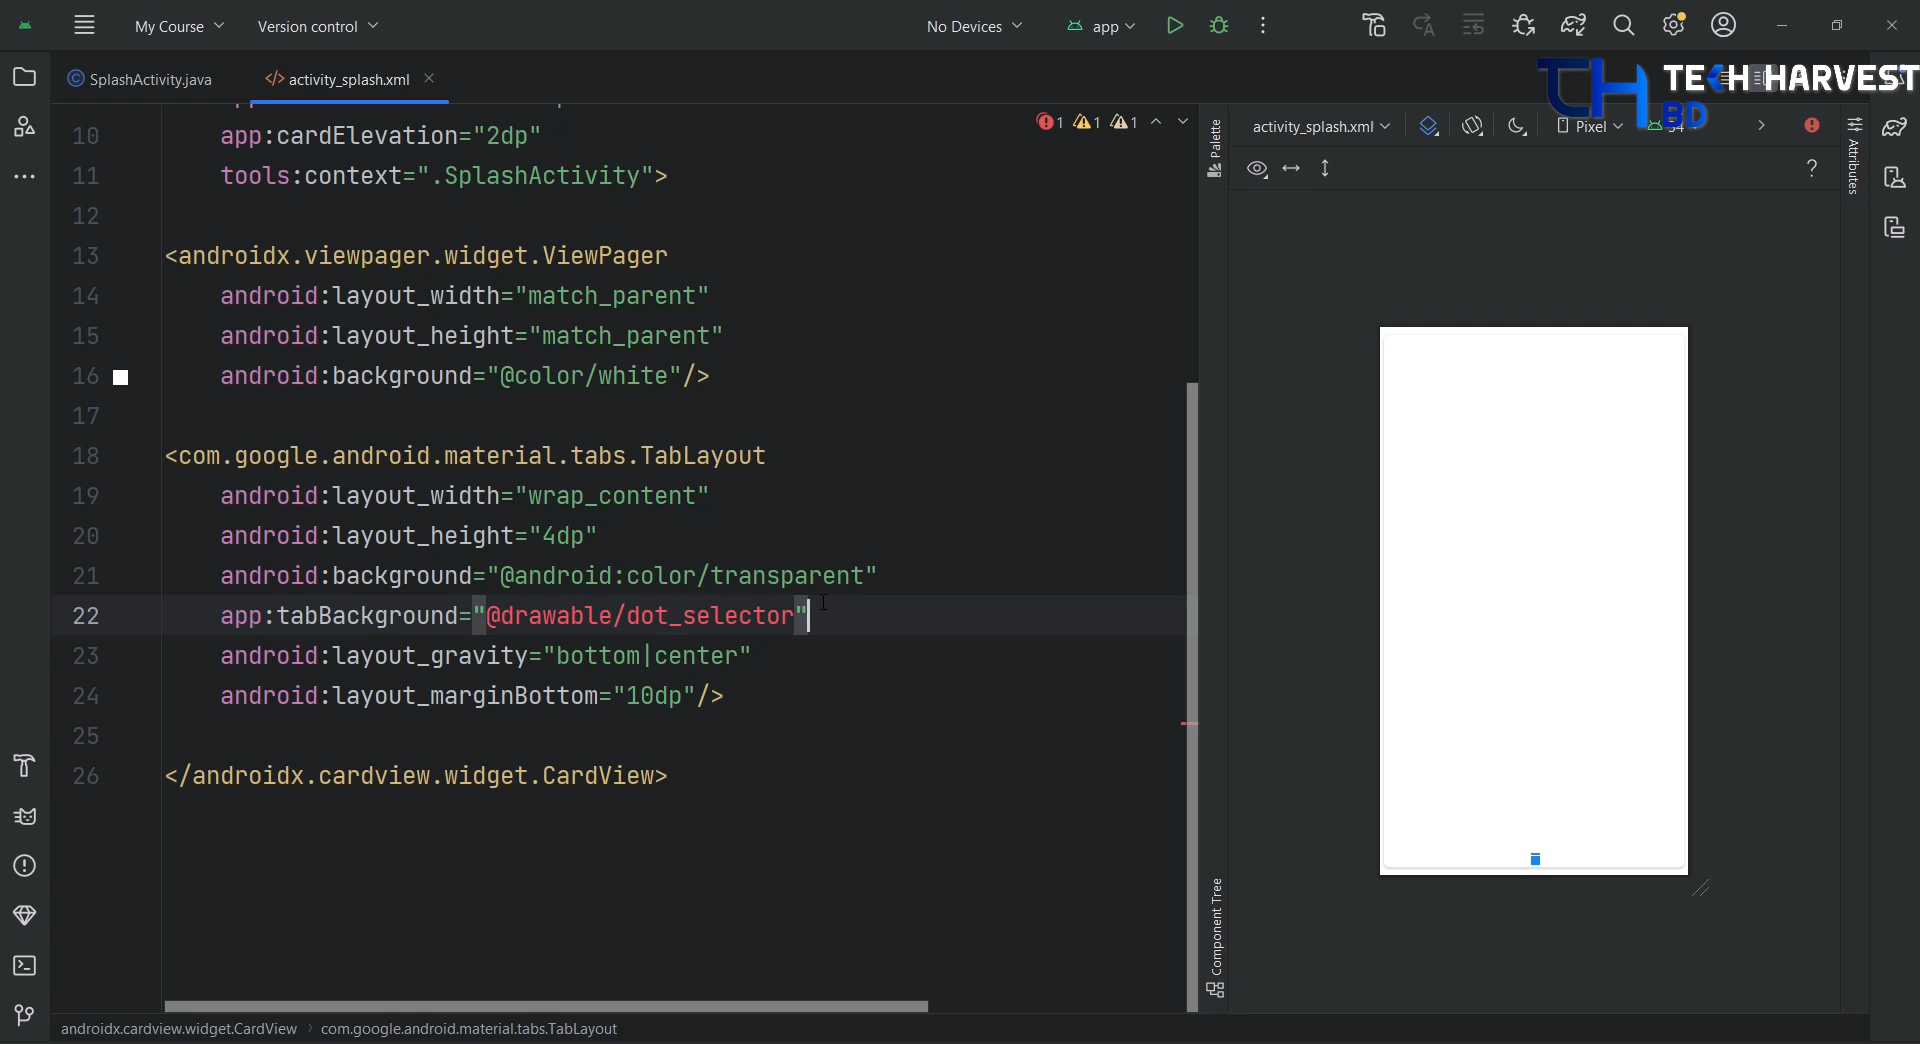 My Course
Version control
No Devices
app
SplashActivity.java
activity_splash.xml
TECH HARVEST
BD
10 app:cardElevation="2dp"
11 tools:context=".SplashActivity">
12
13 <androidx.viewpager.widget.ViewPager
14 android:layout_width="match_parent"
15 android:layout_height="match_parent"
16 android:background="@color/white"/>
17
18 <com.google.android.material.tabs.TabLayout
19 android:layout_width="wrap_content"
20 android:layout_height="4dp"
21 android:background="@android:color/transparent"
22 app:tabBackground="@drawable/dot_selector"
23 android:layout_gravity="bottom|center"
24 android:layout_marginBottom="10dp"/>
25
26 </androidx.cardview.widget.CardView>
1 1 1
Palette
activity_splash.xml
Pixel
34
?
Attributes
Component Tree
androidx.cardview.widget.CardView › com.google.android.material.tabs.TabLayout